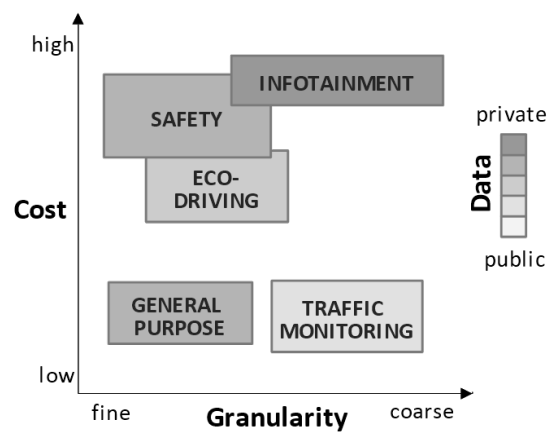 high
INFOTAINMENT
private
SAFETY
ECO-
DRIVING
Data
Cost
public
GENERAL
PURPOSE
TRAFFIC
MONITORING
low
fine
Granularity
coarse